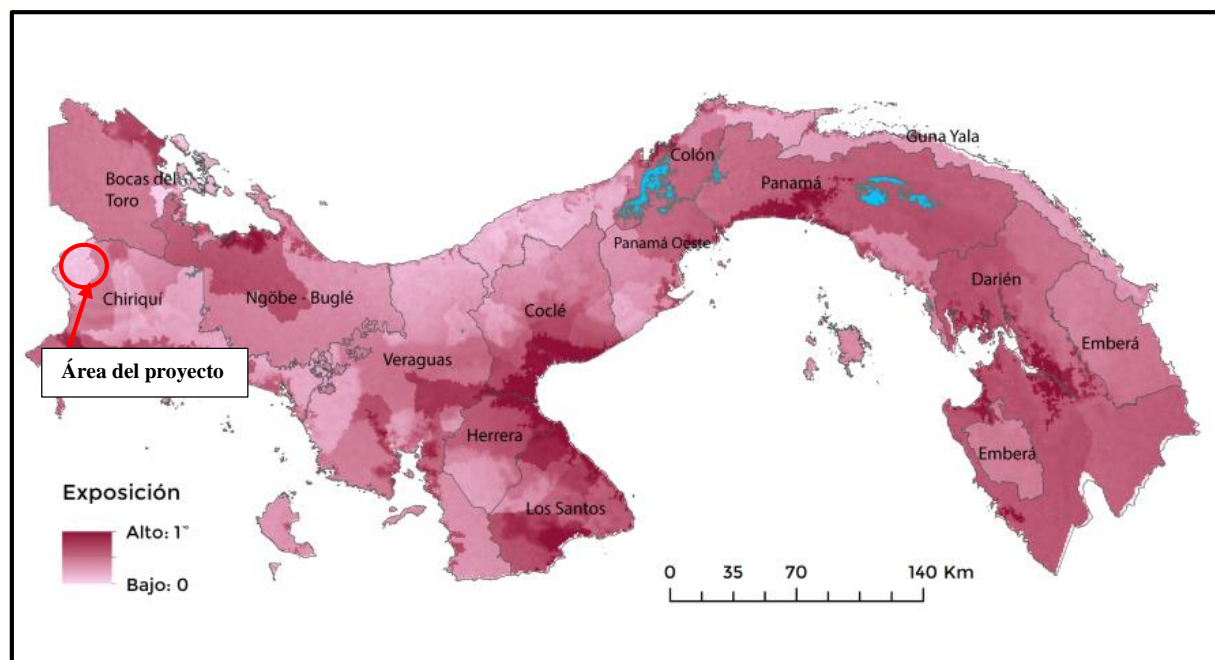 Guna Yala
Colón
Bocas del
Toro
Panamá
Panamá Oeste
Chiriquí
Ngöbe - Buglé
Coclé
Darién
Emberá
Veraguas
Área del proyecto
Herrera
Emberá
Los Santos
Exposición
Alto: 1
Bajo: 0
0 35 70 140 Km